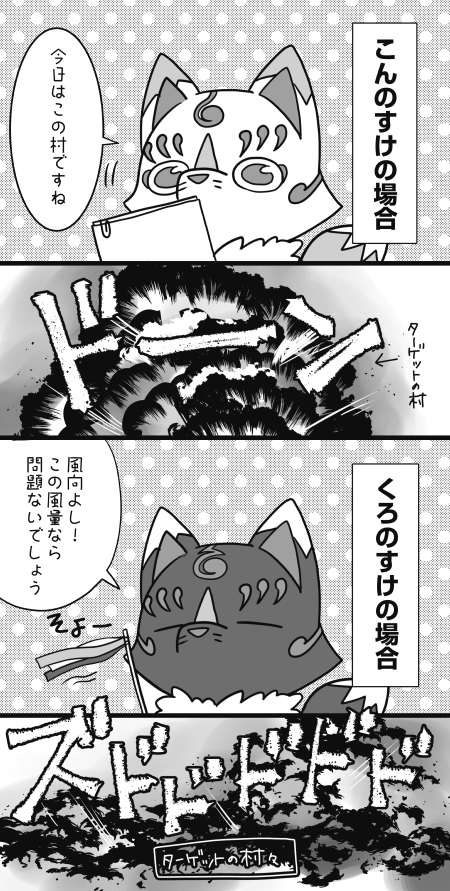 こんのすけの場合
今日はこの村ですね
ドーン
ターゲットの村
くろのすけの場合
風向よし！
この風量なら
問題ないでしょう
そよー
ズドドドドド
ターゲットの村々